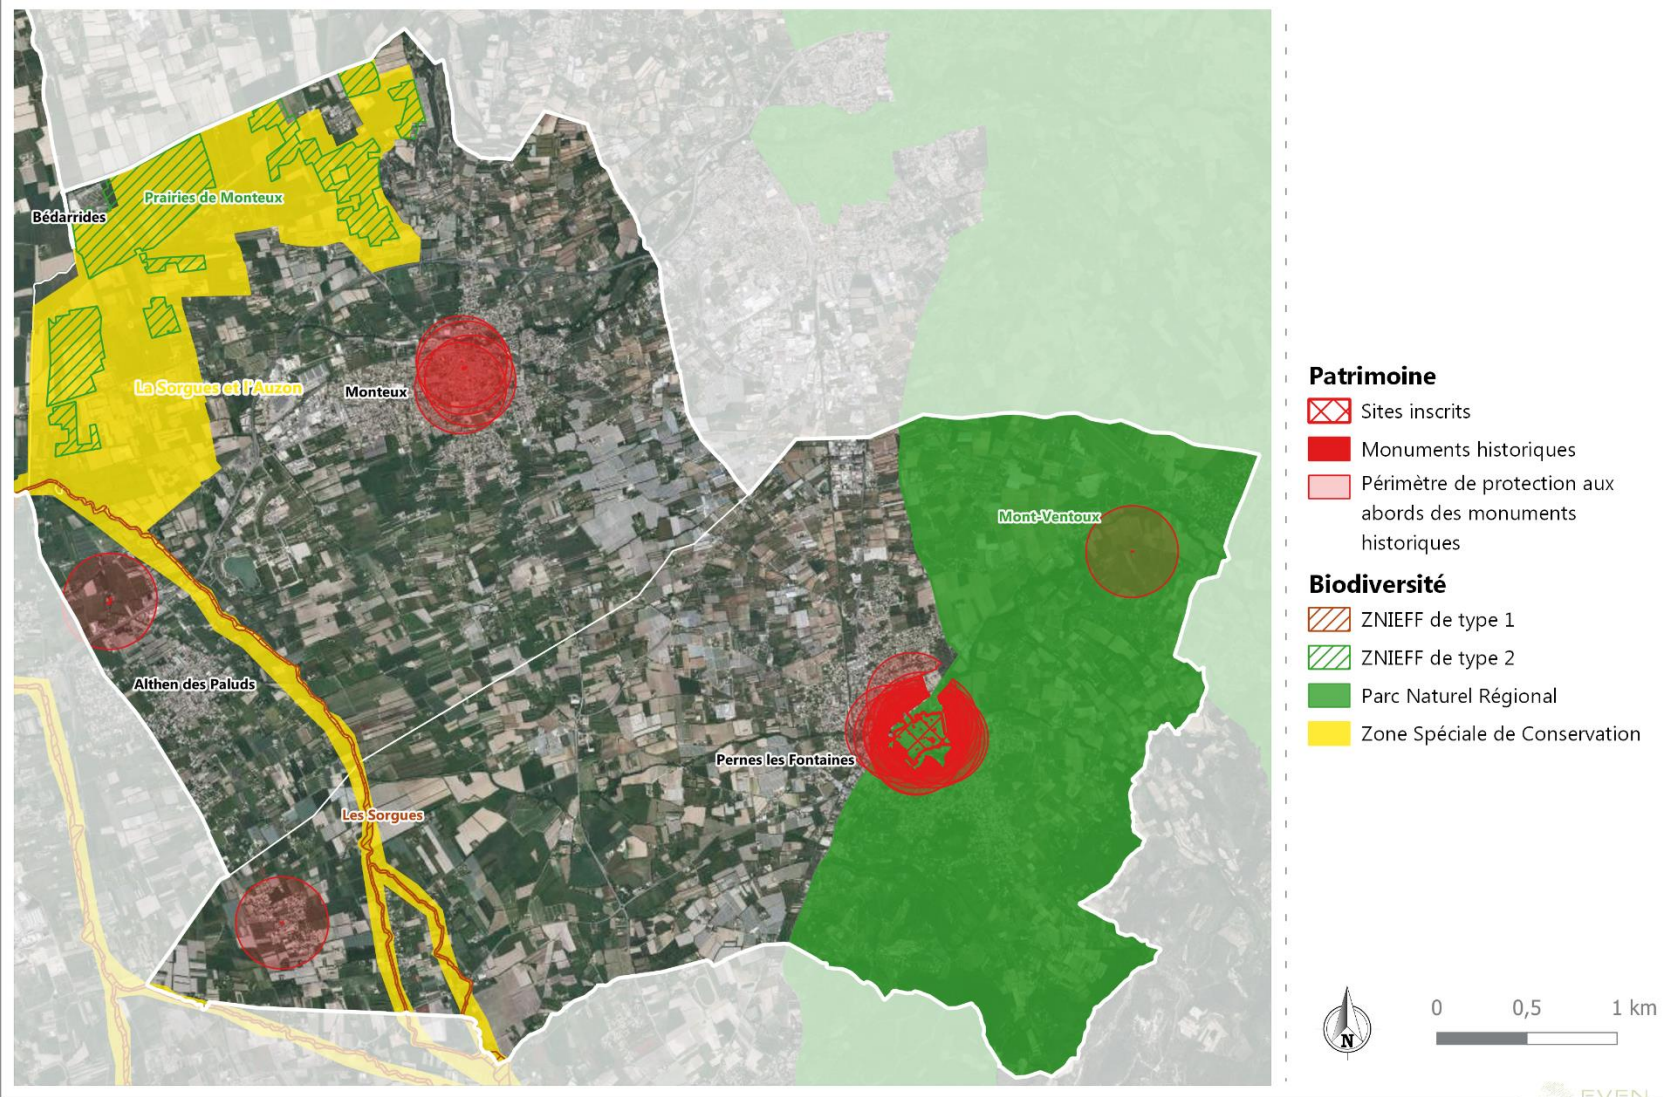 Prairies de Monteux
Bédarrides
La Sorgues et l'Auzon
Monteux
Mont-Ventoux
Althen des Paluds
Pernes les Fontaines
Les Sorgues
Patrimoine
Sites inscrits
Monuments historiques
Périmètre de protection aux
abords des monuments
historiques
Biodiversité
ZNIEFF de type 1
ZNIEFF de type 2
Parc Naturel Régional
Zone Spéciale de Conservation
N
0 0,5 1 km
EVEN